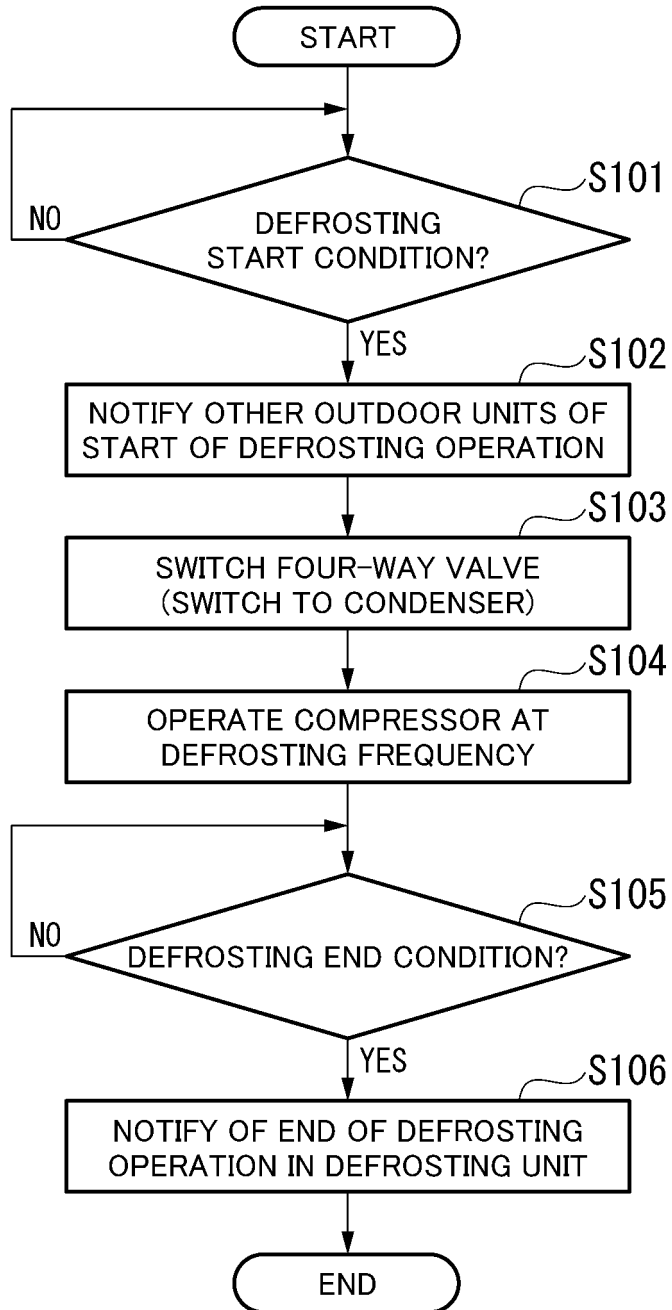 START
S101
NO
DEFROSTING
START CONDITION?
YES
S102
NOTIFY OTHER OUTDOOR UNITS OF
START OF DEFROSTING OPERATION
S103
SWITCH FOUR-WAY VALVE
(SWITCH TO CONDENSER)
S104
OPERATE COMPRESSOR AT
DEFROSTING FREQUENCY
S105
NO
DEFROSTING END CONDITION?
YES
S106
NOTIFY OF END OF DEFROSTING
OPERATION IN DEFROSTING UNIT
END